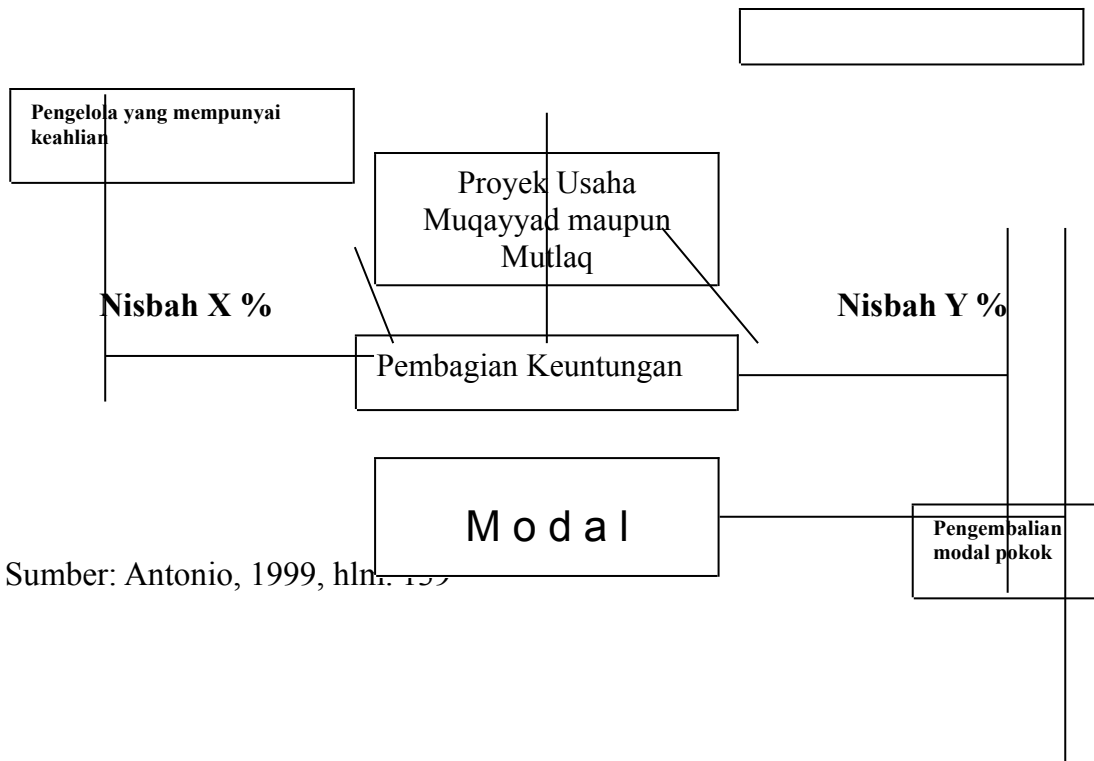 Pengelola yang mempunyai
keahlian
Proyek Usaha
Muqayyad maupun
Mutlaq
Nisbah X %
Nisbah Y %
Pembagian Keuntungan
M o d a l
Pengembalian
modal pokok
Sumber: Antonio, 1999, hlm.